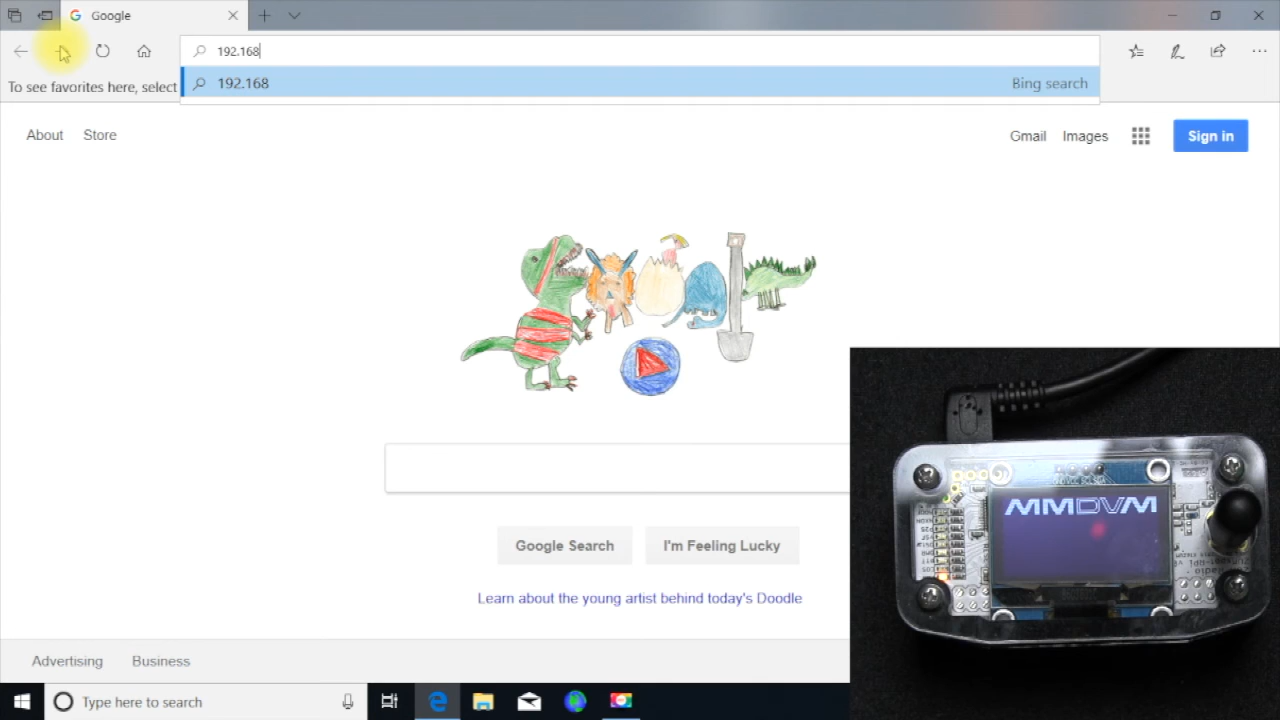 Google
192.168
To see favorites here, select
192.168 Bing search
About Store
Gmail Images Sign in
MMDVM
Google Search I'm Feeling Lucky
Learn about the young artist behind today's Doodle
Advertising Business
Type here to search